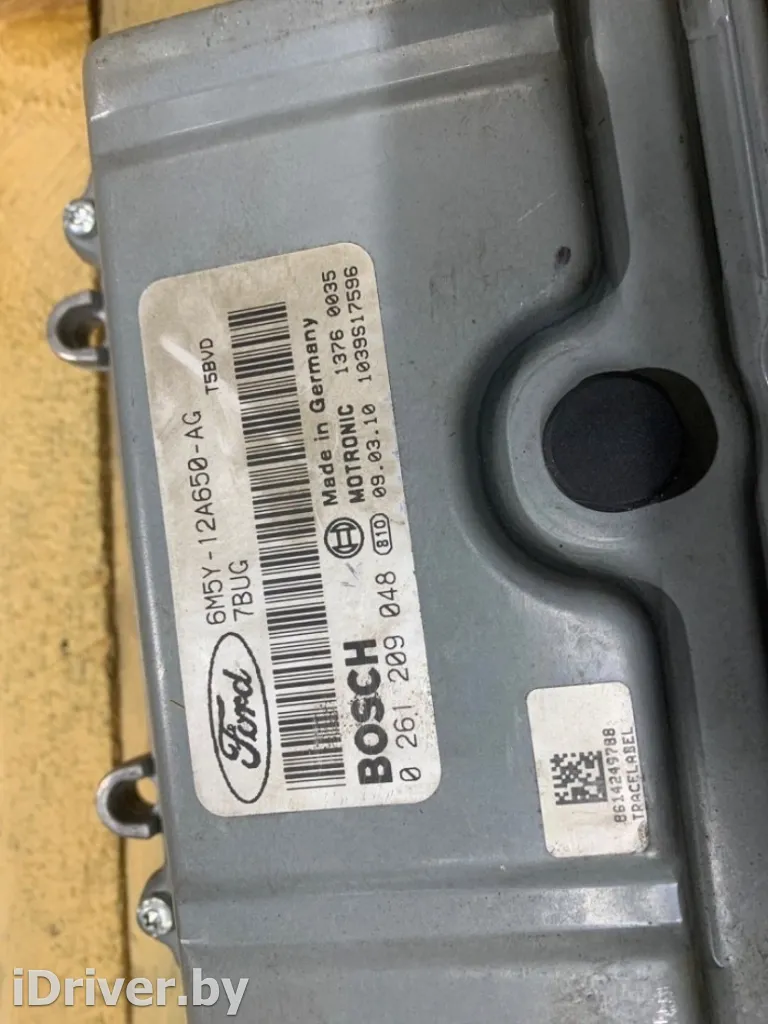 Ford
6M5Y-12A650-AG T5BVD
7BUG
Made in Germany
BOSCH MOTRONIC 1376 0035
0 261 209 048 810 09.03.10 1039S17596
8614249788
TRACELABEL
iDriver.by